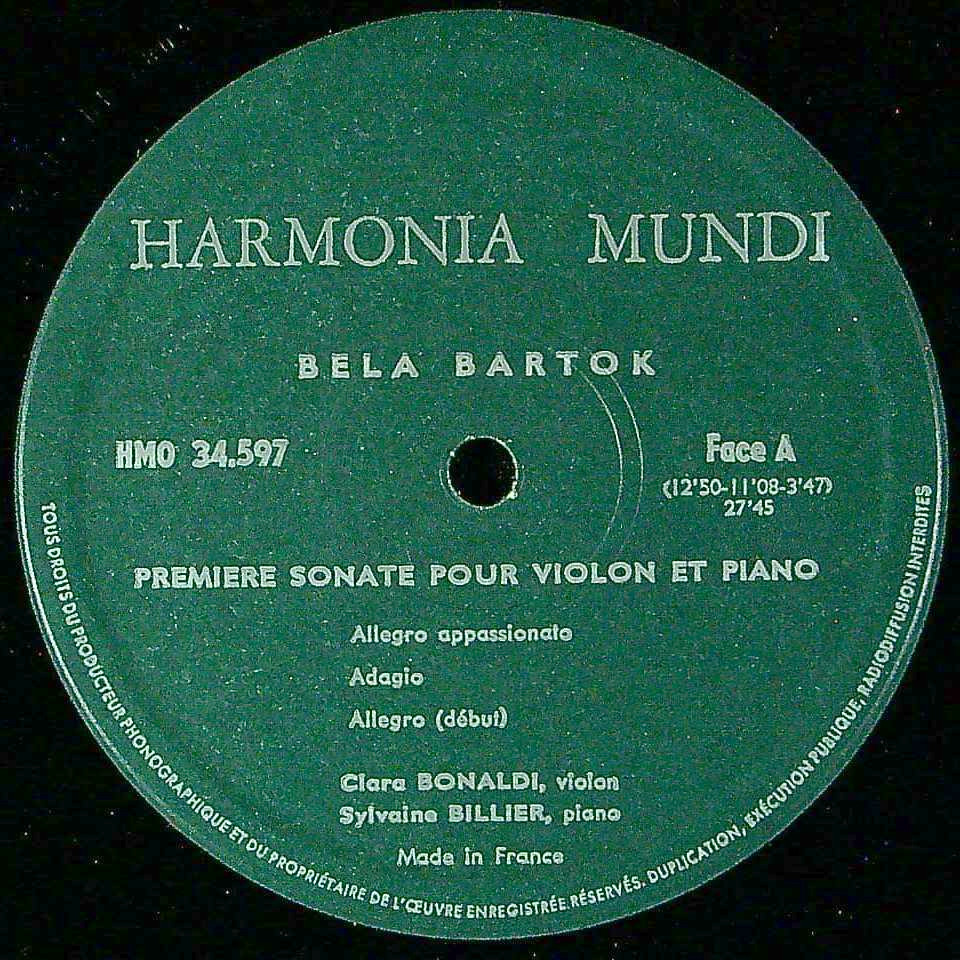 HARMONIA MUNDI
BELA BARTOK
HMO 34.597
Face A
(12'50-11'08-3'47)
27'45
PREMIERE SONATE POUR VIOLON ET PIANO
Allegro appassionato
Adagio
Allegro (début)
Clara BONALDI, violon
Sylvaine BILLIER, piano
Made in France
TOUS DROITS DU PRODUCTEUR PHONOGRAPHIQUE ET DU PROPRIÉTAIRE DE L'ŒUVRE ENREGISTRÉE RÉSERVÉS. DUPLICATION, EXÉCUTION PUBLIQUE, RADIODIFFUSION INTERDITES